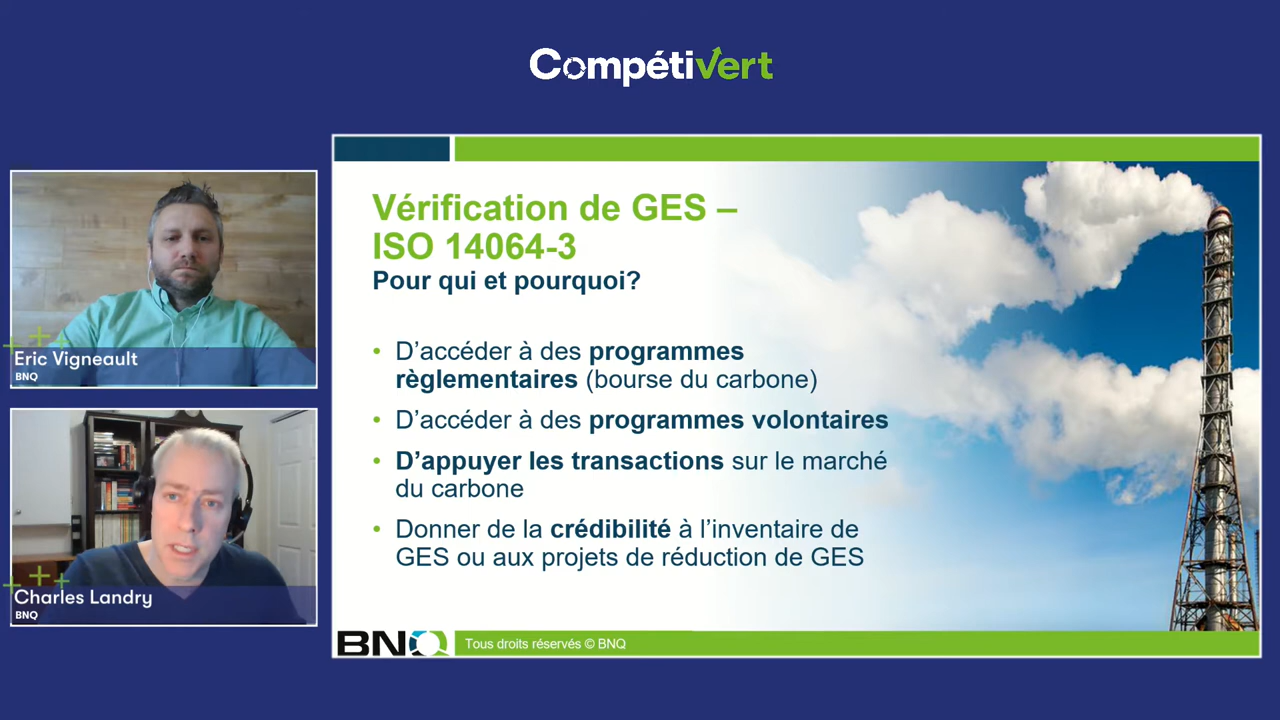 Compétivert
Eric Vigneault
BNQ
Charles Landry
BNQ
Vérification de GES –
ISO 14064-3
Pour qui et pourquoi?
• D’accéder à des programmes
règlementaires (bourse du carbone)
• D’accéder à des programmes volontaires
• D’appuyer les transactions sur le marché
du carbone
• Donner de la crédibilité à l’inventaire de
GES ou aux projets de réduction de GES
BNQ
Tous droits réservés © BNQ